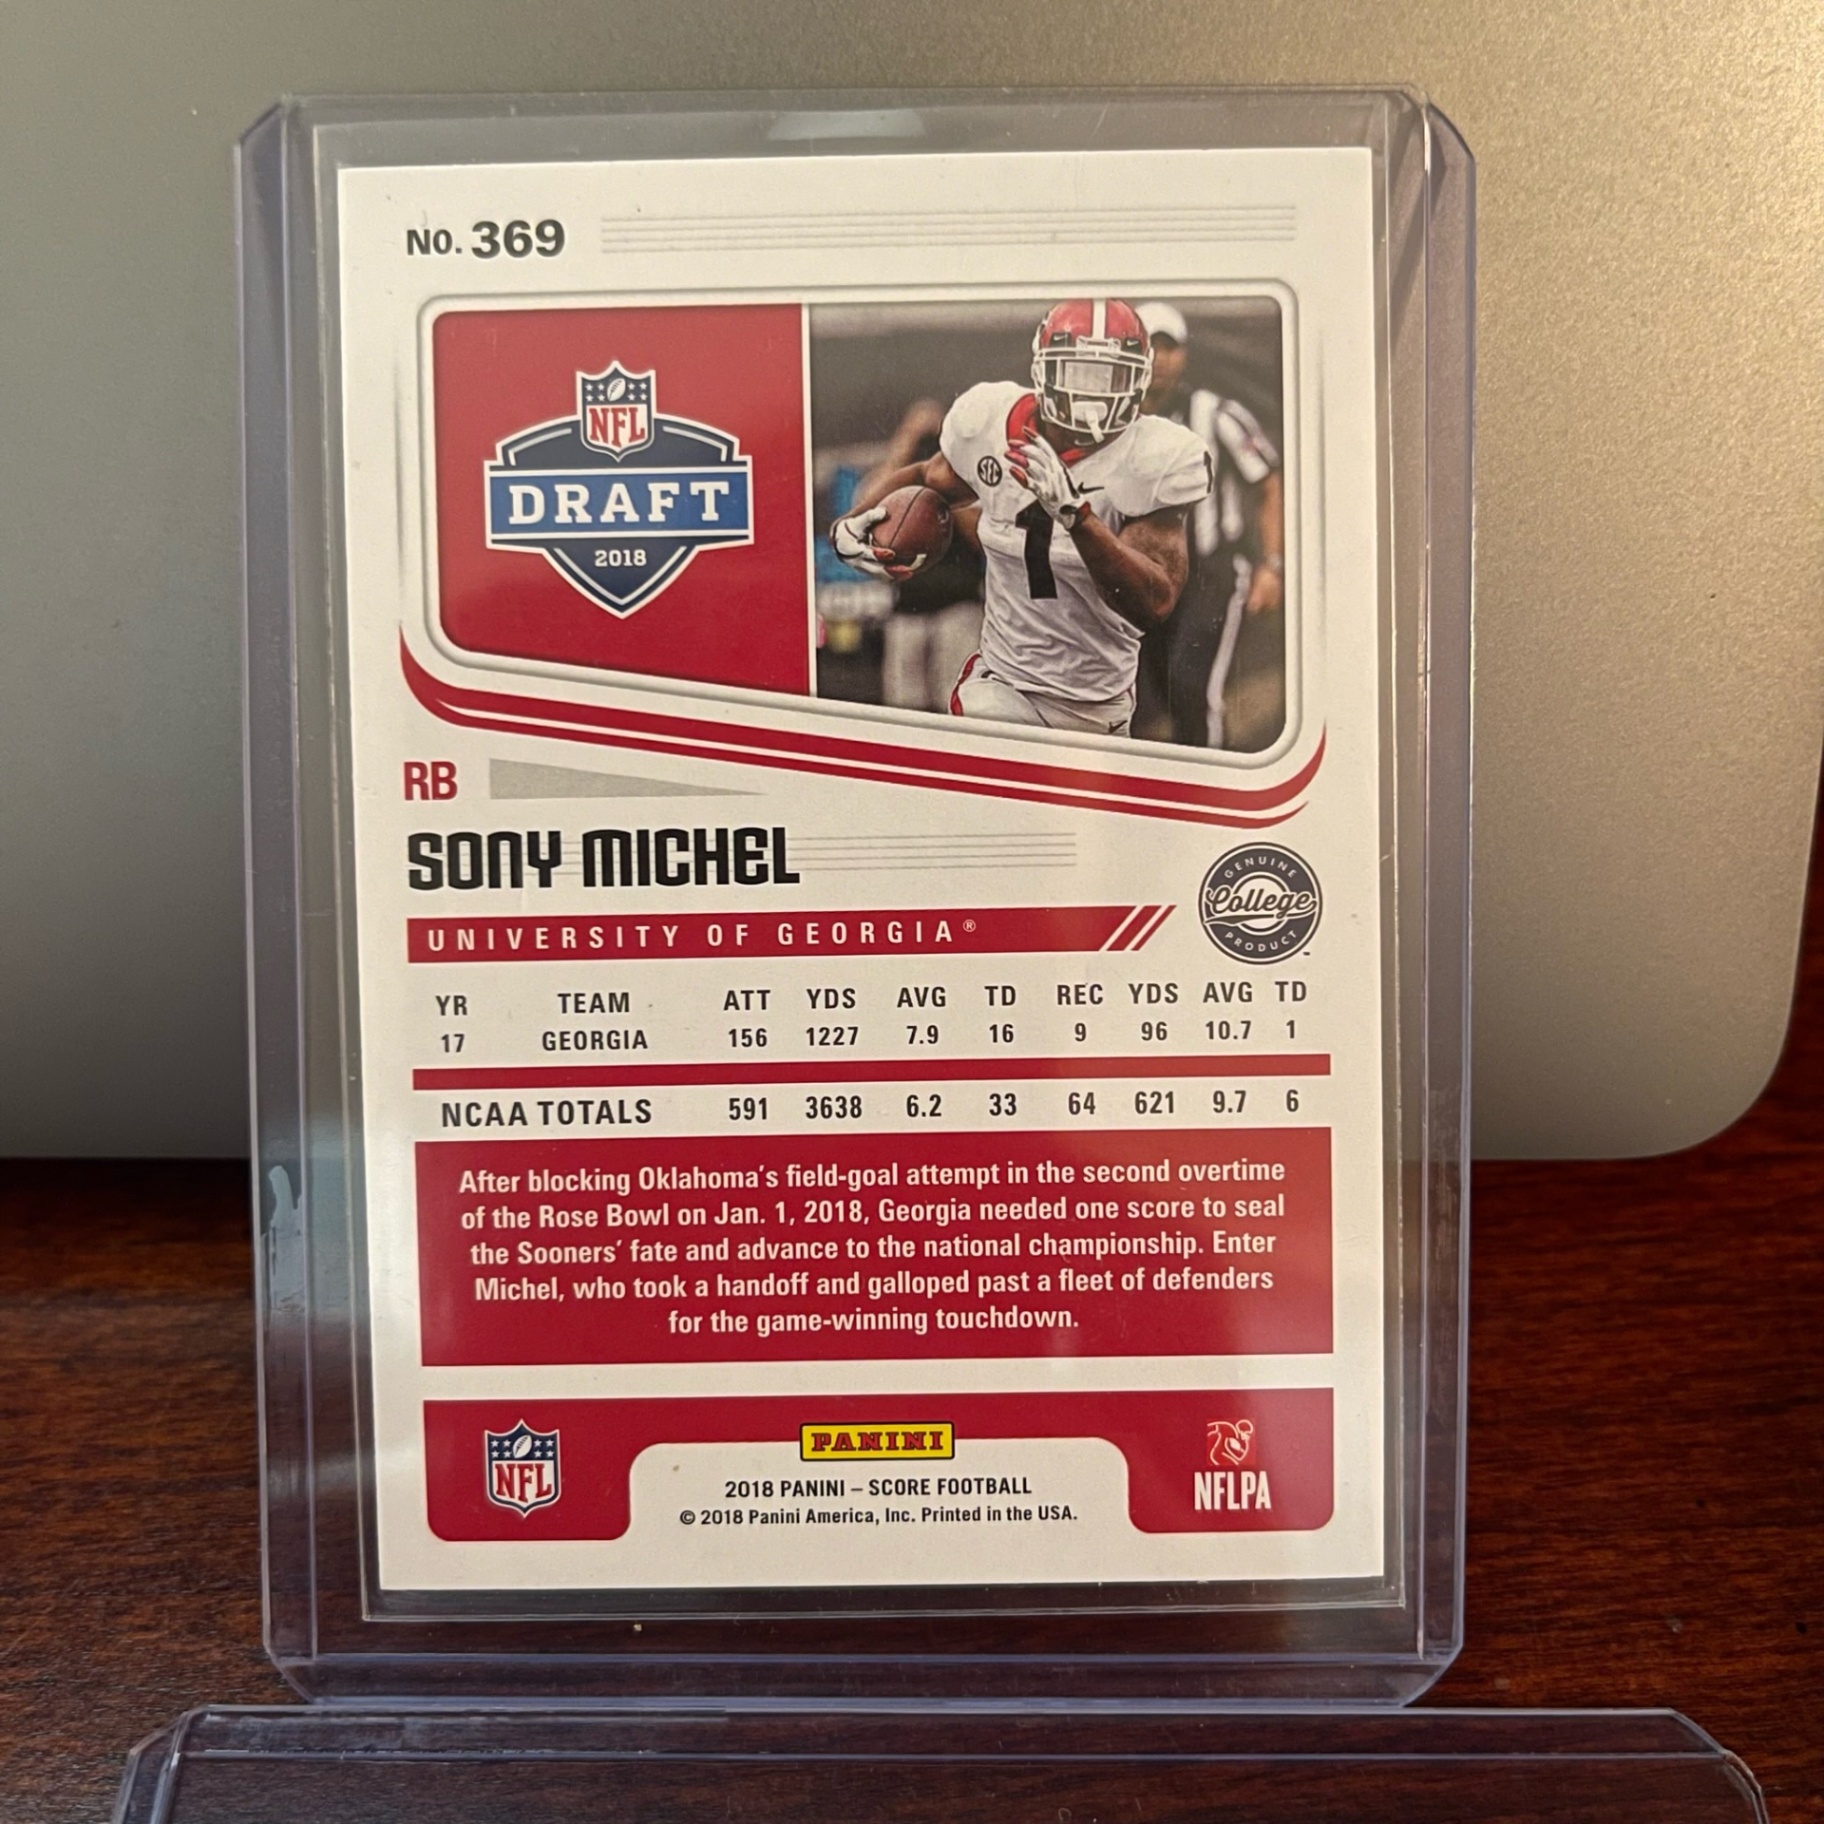 NO. 369
NFL
DRAFT
2018
SEC
1
1
RB
SONY MICHEL
GENUINE
College
PRODUCT™
UNIVERSITY OF GEORGIA®
YR TEAM ATT YDS AVG TD REC YDS AVG TD
17 GEORGIA 156 1227 7.9 16 9 96 10.7 1
NCAA TOTALS 591 3638 6.2 33 64 621 9.7 6
After blocking Oklahoma's field-goal attempt in the second overtime
of the Rose Bowl on Jan. 1, 2018, Georgia needed one score to seal
the Sooners' fate and advance to the national championship. Enter
Michel, who took a handoff and galloped past a fleet of defenders
for the game-winning touchdown.
NFL
PANINI
2018 PANINI – SCORE FOOTBALL
© 2018 Panini America, Inc. Printed in the USA.
NFLPA